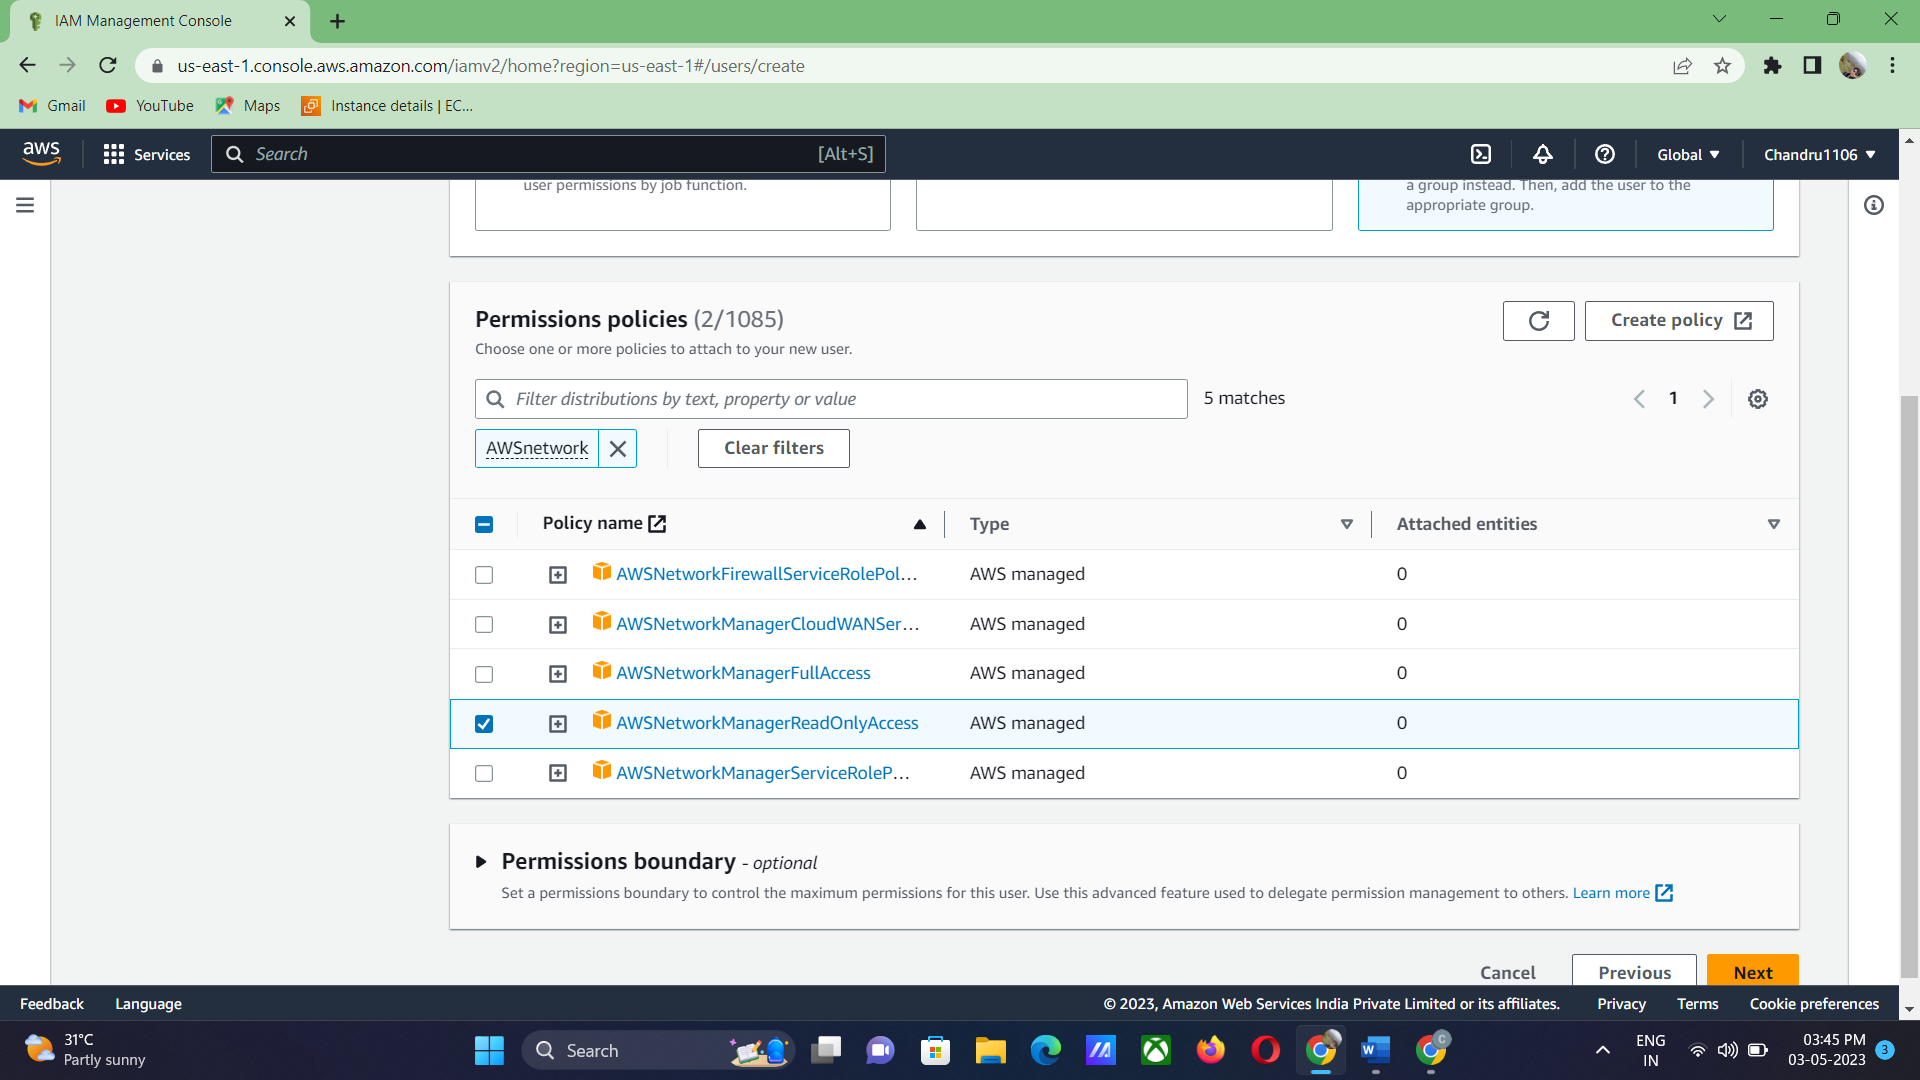 IAM Management Console
us-east-1.console.aws.amazon.com/iamv2/home?region=us-east-1#/users/create
Gmail
YouTube
Maps
Instance details | EC...
aws
Services
Search
[Alt+S]
Global
Chandru1106
user permissions by job function.
a group instead. Then, add the user to the
appropriate group.
Permissions policies (2/1085)
Create policy
Choose one or more policies to attach to your new user.
Filter distributions by text, property or value
5 matches
1
AWSnetwork
Clear filters
Policy name
Type
Attached entities
AWSNetworkFirewallServiceRolePol... AWS managed 0
AWSNetworkManagerCloudWANSer... AWS managed 0
AWSNetworkManagerFullAccess AWS managed 0
AWSNetworkManagerReadOnlyAccess AWS managed 0
AWSNetworkManagerServiceRoleP... AWS managed 0
Permissions boundary - optional
Set a permissions boundary to control the maximum permissions for this user. Use this advanced feature used to delegate permission management to others. Learn more
Cancel
Previous
Next
Feedback
Language
© 2023, Amazon Web Services India Private Limited or its affiliates.
Privacy
Terms
Cookie preferences
31°C
Partly sunny
Search
ENG
IN
03:45 PM
03-05-2023
3